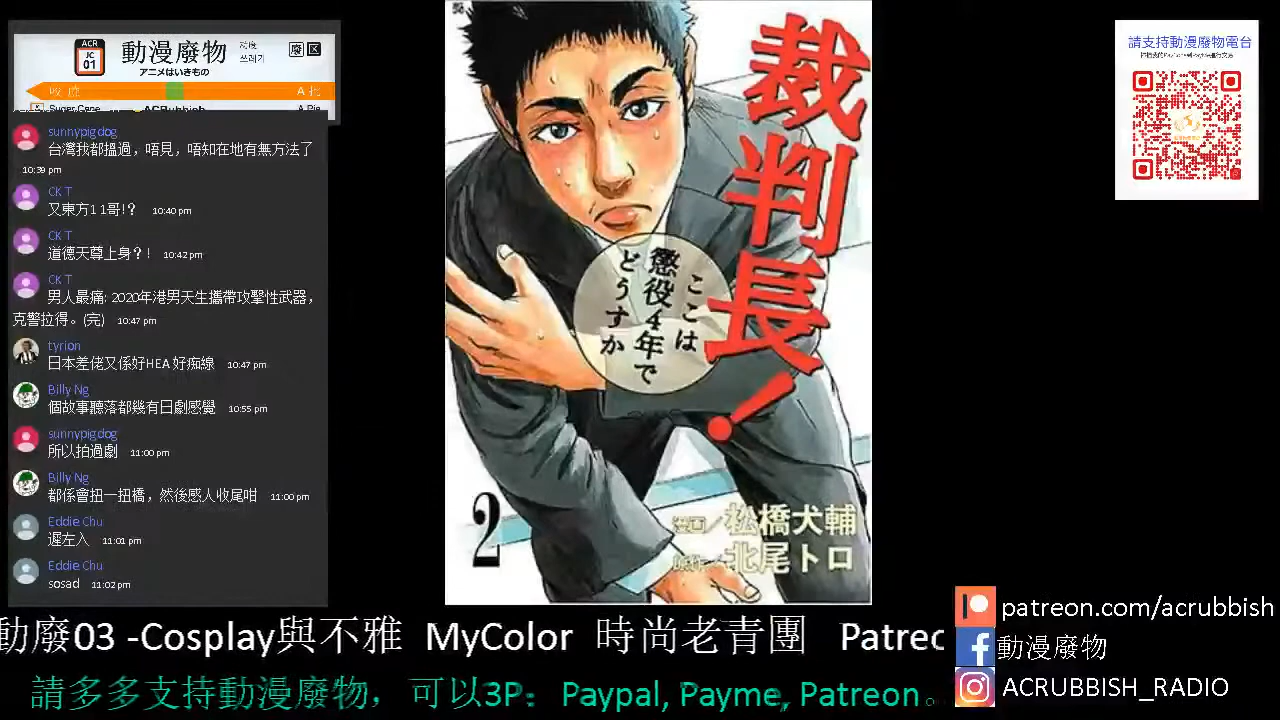 ACR
JC
01
動漫廢物
アニメはいきもの
廢 区
Sugar Gene
ACRubbish
A Pig
sunnypigdog
台灣我都搵過，唔見，唔知在地有無方法了
10:39 pm
CK T
又東方1 1哥!？ 10:40 pm
CK T
道德天尊上身？! 10:42 pm
CK T
男人最痛: 2020年港男天生攜帶攻擊性武器，
克警拉得。(完) 10:47 pm
tyrion
日本差佬又係好HEA 好痴線 10:47 pm
Billy Ng
個故事聽落都幾有日劇感覺 10:55 pm
sunnypigdog
所以拍過劇 11:00 pm
Billy Ng
都係會扭一扭橋，然後感人收尾咁 11:00 pm
Eddie Chu
遲左入 11:01 pm
Eddie Chu
sosad 11:02 pm
裁判長！
ここは
懲役4年で
どうすか
2
漫画／松橋犬輔
原作／北尾トロ
請支持動漫廢物電台
patreon.com/acrubbish
動漫廢物
ACRUBBISH_RADIO
動廢03 -Cosplay與不雅 MyColor 時尚老青團 Patrec
請多多支持動漫廢物，可以3P： Paypal, Payme, Patreon。